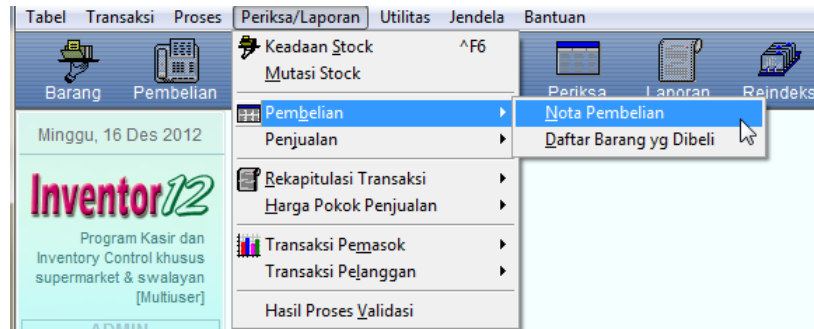 Tabel Transaksi Proses Periksa/Laporan Utilitas Jendela Bantuan
Barang Pembelian Periksa Laporan Reindeks
Keadaan Stock ^F6
Mutasi Stock
Pembelian
Penjualan
Rekapitulasi Transaksi
Harga Pokok Penjualan
Transaksi Pemasok
Transaksi Pelanggan
Hasil Proses Validasi
Nota Pembelian
Daftar Barang yg Dibeli
Minggu, 16 Des 2012
Inventor12
Program Kasir dan
Inventory Control khusus
supermarket & swalayan
[Multiuser]
ADMIN